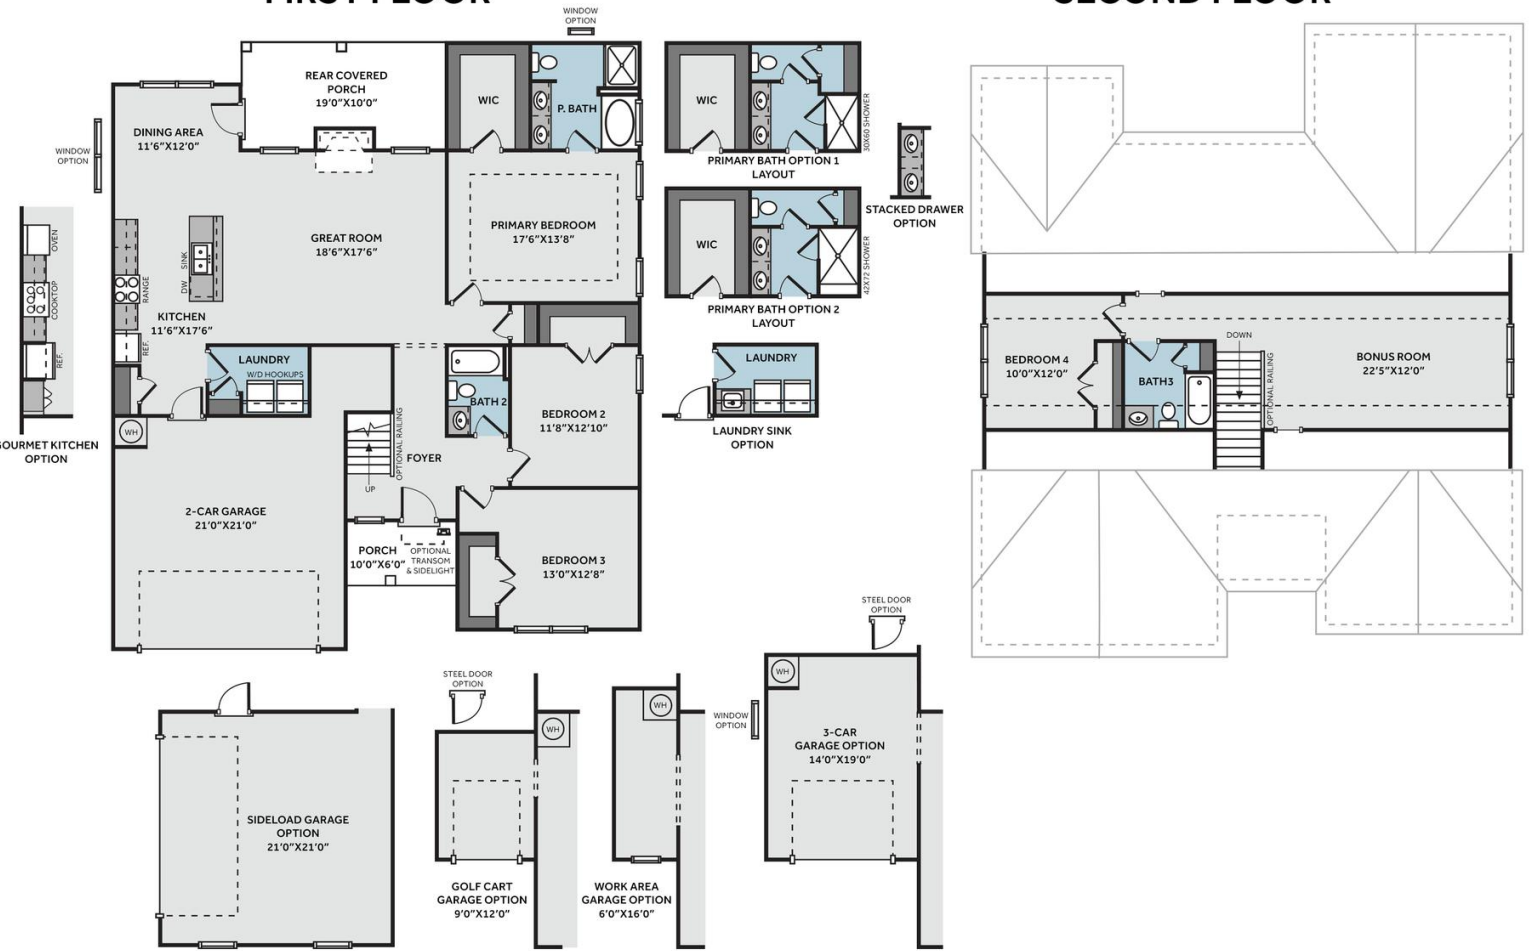 FIRST FLOOR
SECOND FLOOR
WINDOW
OPTION
REAR COVERED
PORCH
19'0"X10'0"
WIC
P. BATH
DINING AREA
11'6"X12'0"
WINDOW
OPTION
GREAT ROOM
18'6"X17'6"
PRIMARY BEDROOM
17'6"X13'8"
SINK
DW
RANGE
REF.
KITCHEN
11'6"X17'6"
OVEN
COOKTOP
REF.
GOURMET KITCHEN
OPTION
LAUNDRY
W/D HOOKUPS
WH
BATH 2
BEDROOM 2
11'8"X12'10"
OPTIONAL RAILING
FOYER
UP
2-CAR GARAGE
21'0"X21'0"
PORCH
10'0"X6'0"
OPTIONAL
TRANSOM
& SIDELIGHT
BEDROOM 3
13'0"X12'8"
WIC
30X60 SHOWER
PRIMARY BATH OPTION 1
LAYOUT
WIC
42X72 SHOWER
PRIMARY BATH OPTION 2
LAYOUT
STACKED DRAWER
OPTION
LAUNDRY
LAUNDRY SINK
OPTION
BEDROOM 4
10'0"X12'0"
BATH3
DOWN
OPTIONAL RAILING
BONUS ROOM
22'5"X12'0"
SIDELOAD GARAGE
OPTION
21'0"X21'0"
STEEL DOOR
OPTION
WH
GOLF CART
GARAGE OPTION
9'0"X12'0"
WH
WORK AREA
GARAGE OPTION
6'0"X16'0"
STEEL DOOR
OPTION
WH
WINDOW
OPTION
3-CAR
GARAGE OPTION
14'0"X19'0"